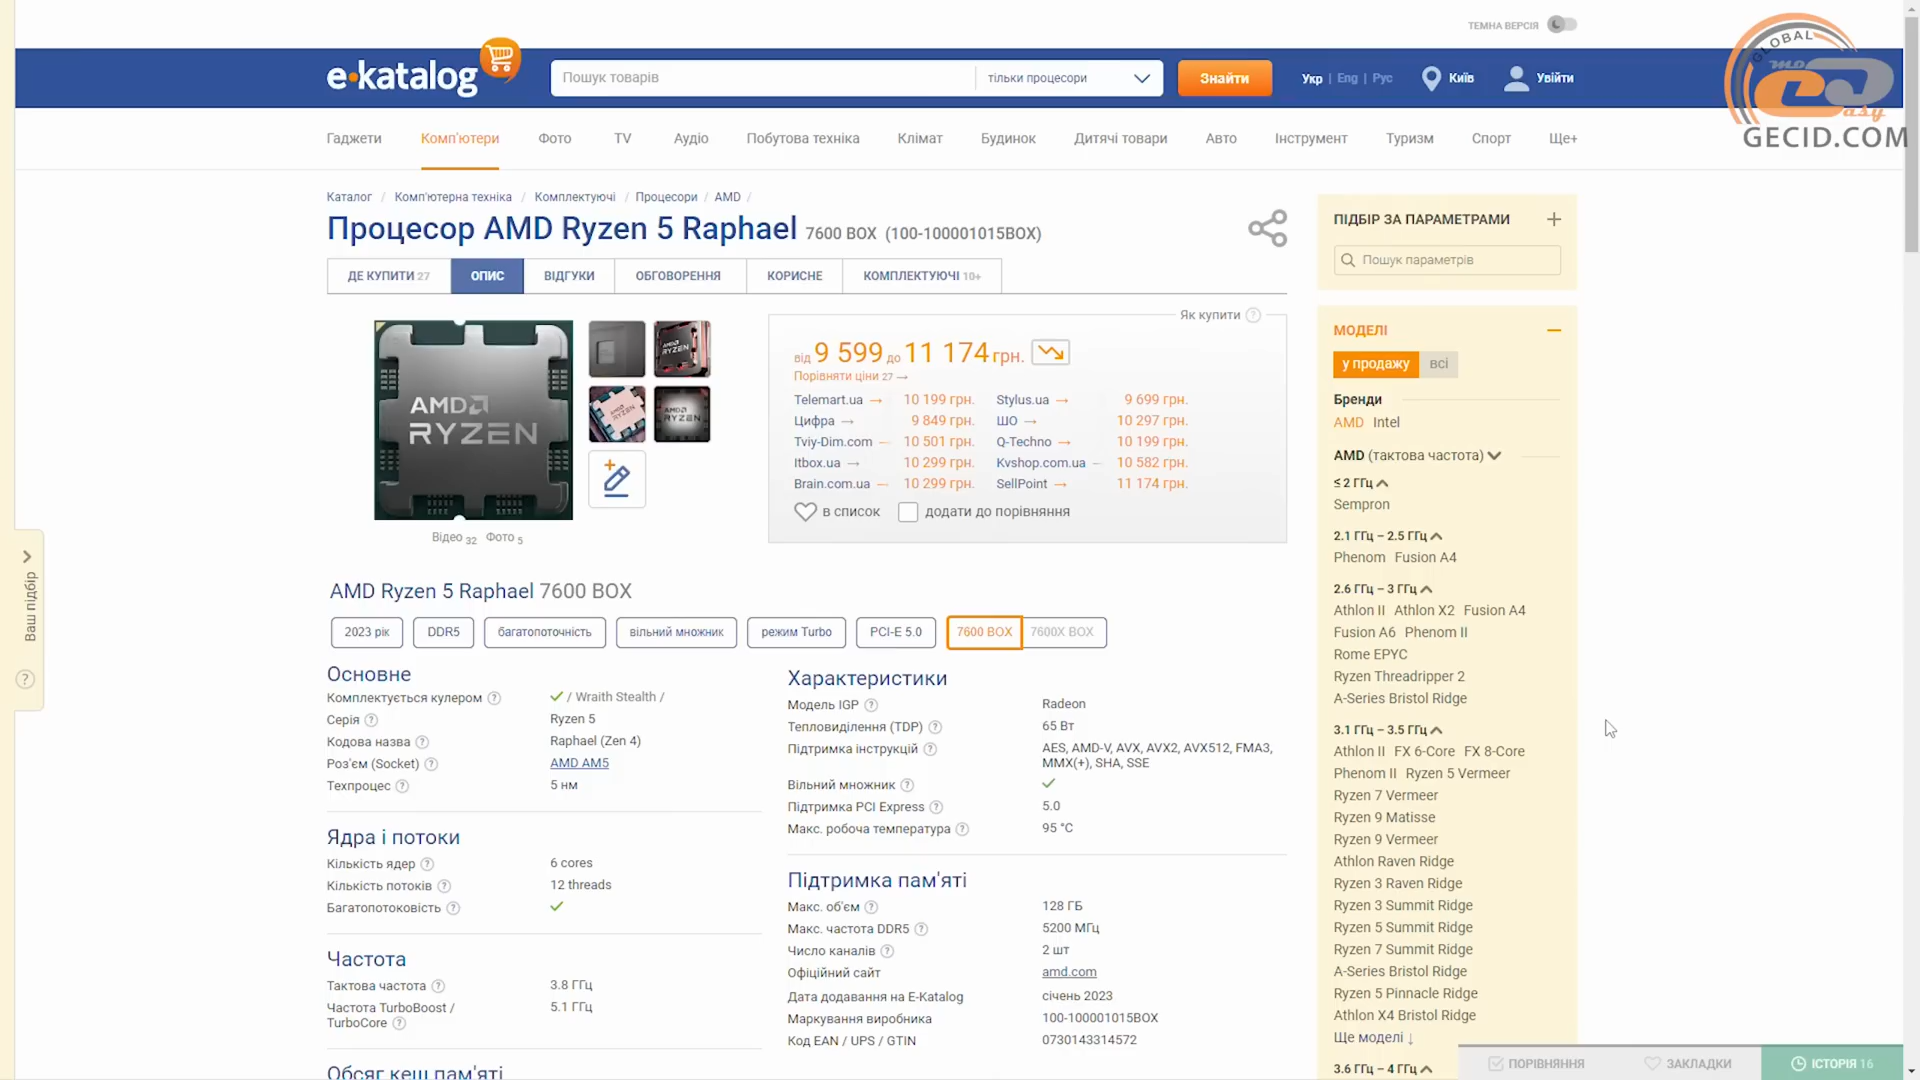 ТЕМНА ВЕРСІЯ
e·katalog
Пошук товарів
тільки процесори
Знайти
Укр | Eng | Рус
Київ
Увійти
GLOBAL
Easy
GECID.COM
Гаджети Комп'ютери Фото TV Аудіо Побутова техніка Клімат Будинок Дитячі товари Авто Інструмент Туризм Спорт Ще+
Каталог / Комп'ютерна техніка / Комплектуючі / Процесори / AMD /
Процесор AMD Ryzen 5 Raphael 7600 BOX (100-100001015BOX)
ДЕ КУПИТИ 27 ОПИС ВІДГУКИ ОБГОВОРЕННЯ КОРИСНЕ КОМПЛЕКТУЮЧІ 10+
AMD
RYZEN
Відео 32 Фото 5
Як купити ?
від 9 599 до 11 174 грн.
Порівняти ціни 27 →
Telemart.ua → 10 199 грн. Stylus.ua → 9 699 грн.
Цифра → 9 849 грн. ШО → 10 297 грн.
Tviy-Dim.com 10 501 грн. Q-Techno → 10 199 грн.
Itbox.ua → 10 299 грн. Kvshop.com.ua 10 582 грн.
Brain.com.ua 10 299 грн. SellPoint → 11 174 грн.
в список додати до порівняння
AMD Ryzen 5 Raphael 7600 BOX
2023 рік DDR5 багатопоточність вільний множник режим Turbo PCI-E 5.0 7600 BOX 7600X BOX
Основне
Комплектується кулером ? / Wraith Stealth /
Серія ? Ryzen 5
Кодова назва ? Raphael (Zen 4)
Роз'єм (Socket) ? AMD AM5
Техпроцес ? 5 нм
Ядра і потоки
Кількість ядер ? 6 cores
Кількість потоків ? 12 threads
Багатопотоковість ?
Частота
Тактова частота ? 3.8 ГГц
Частота TurboBoost / 5.1 ГГц
TurboCore ?
Обсяг кеш пам'яті
Характеристики
Модель IGP ? Radeon
Тепловиділення (TDP) ? 65 Вт
Підтримка інструкцій ? AES, AMD-V, AVX, AVX2, AVX512, FMA3,
MMX(+), SHA, SSE
Вільний множник ?
Підтримка PCI Express ? 5.0
Макс. робоча температура ? 95 °C
Підтримка пам'яті
Макс. об'єм ? 128 ГБ
Макс. частота DDR5 ? 5200 МГц
Число каналів ? 2 шт
Офіційний сайт amd.com
Дата додавання на E-Katalog січень 2023
Маркування виробника 100-100001015BOX
Код EAN / UPS / GTIN 0730143314572
ПІДБІР ЗА ПАРАМЕТРАМИ
Пошук параметрів
МОДЕЛІ
у продажу всі
Бренди
AMD Intel
AMD (тактова частота)
≤ 2 ГГц
Sempron
2.1 ГГц – 2.5 ГГц
Phenom Fusion A4
2.6 ГГц – 3 ГГц
Athlon II Athlon X2 Fusion A4
Fusion A6 Phenom II
Rome EPYC
Ryzen Threadripper 2
A-Series Bristol Ridge
3.1 ГГц – 3.5 ГГц
Athlon II FX 6-Core FX 8-Core
Phenom II Ryzen 5 Vermeer
Ryzen 7 Vermeer
Ryzen 9 Matisse
Ryzen 9 Vermeer
Athlon Raven Ridge
Ryzen 3 Raven Ridge
Ryzen 3 Summit Ridge
Ryzen 5 Summit Ridge
Ryzen 7 Summit Ridge
A-Series Bristol Ridge
Ryzen 5 Pinnacle Ridge
Athlon X4 Bristol Ridge
Ще моделі ↓
3.6 ГГц – 4 ГГц
Ваш підбір
?
ПОРІВНЯННЯ ЗАКЛАДКИ ІСТОРІЯ 16